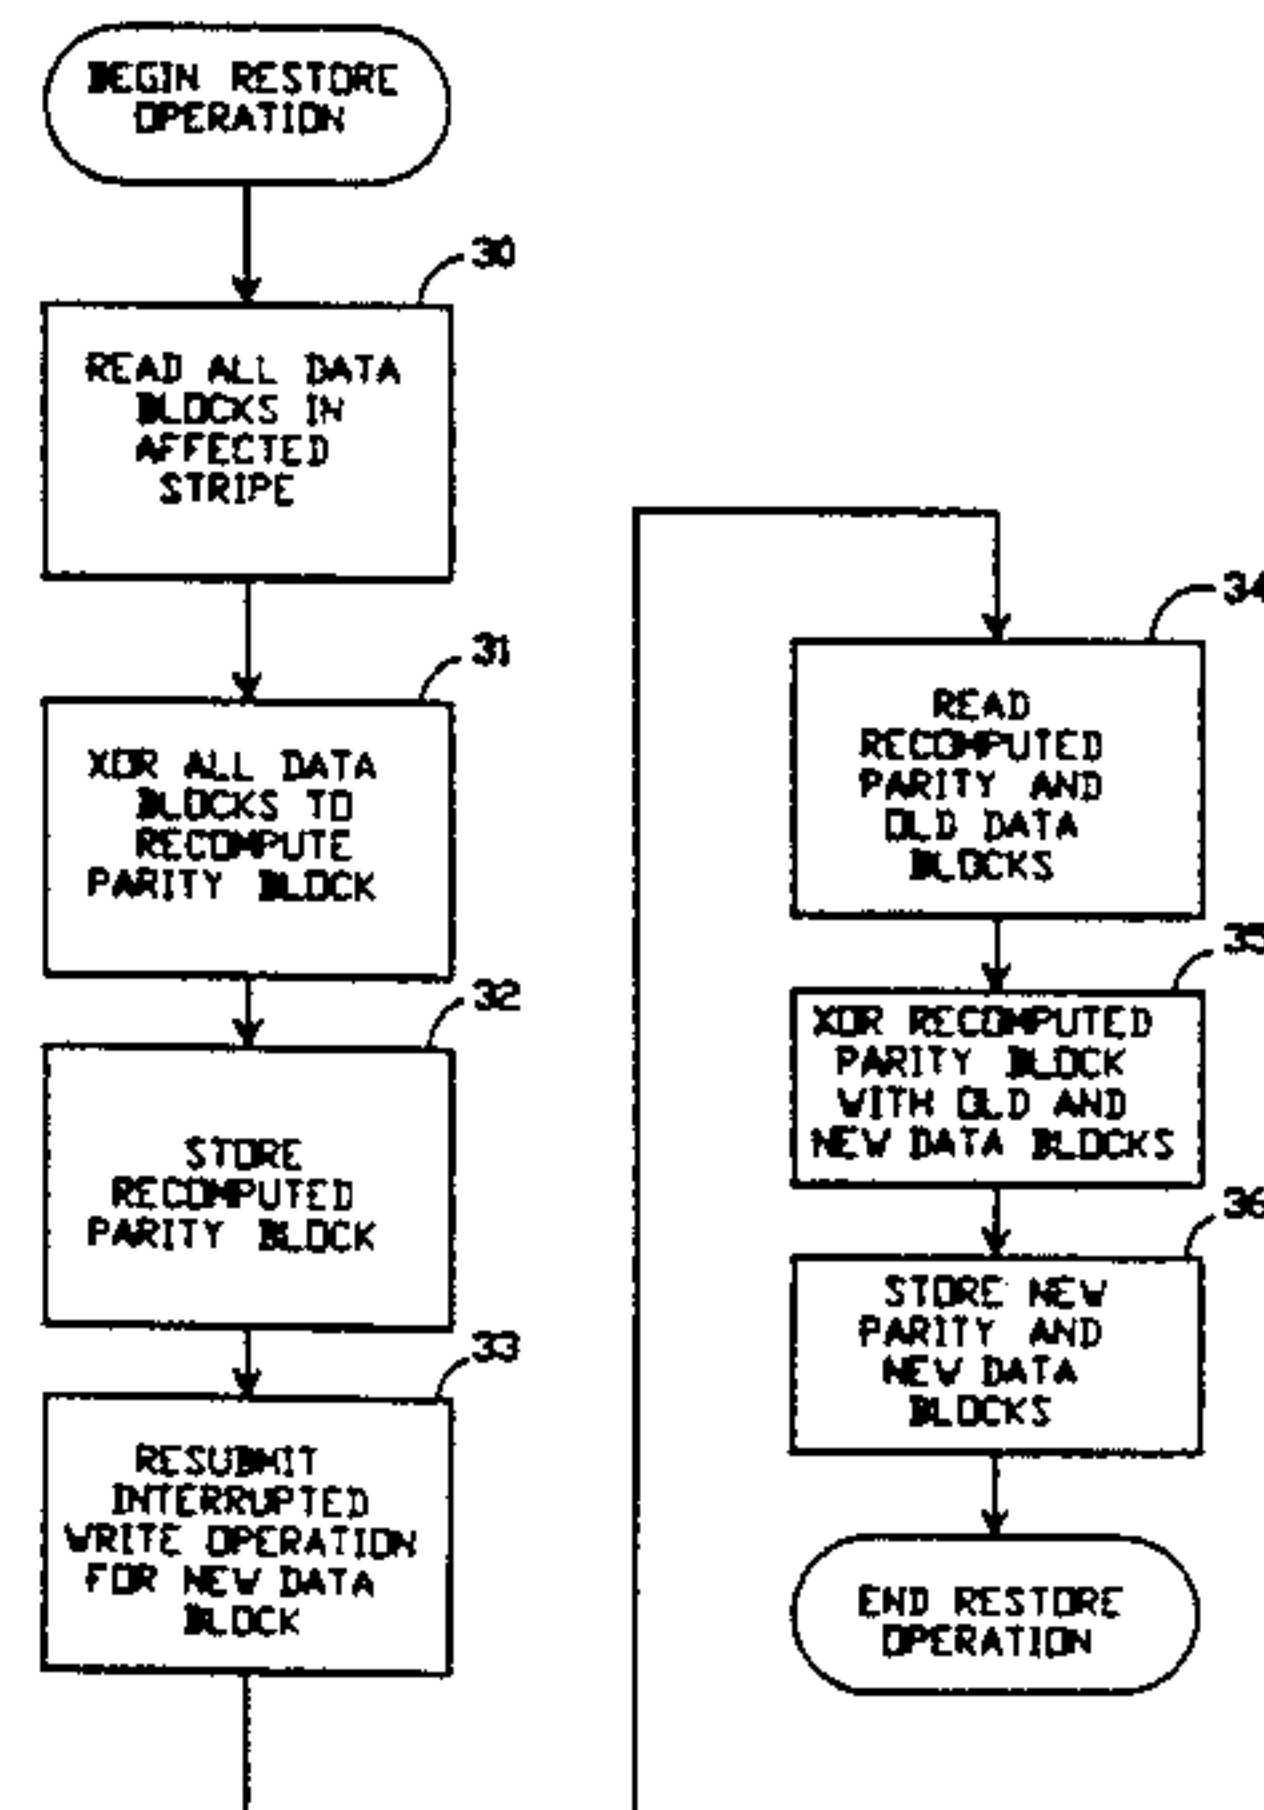 BEGIN RESTORE
OPERATION
30
READ ALL DATA
BLOCKS IN
AFFECTED
STRIPE
31
XOR ALL DATA
BLOCKS TO
RECOMPUTE
PARITY BLOCK
32
STORE
RECOMPUTED
PARITY BLOCK
33
RESUBMIT
INTERRUPTED
WRITE OPERATION
FOR NEW DATA
BLOCK
34
READ
RECOMPUTED
PARITY AND
OLD DATA
BLOCKS
35
XOR RECOMPUTED
PARITY BLOCK
WITH OLD AND
NEW DATA BLOCKS
36
STORE NEW
PARITY AND
NEW DATA
BLOCKS
END RESTORE
OPERATION